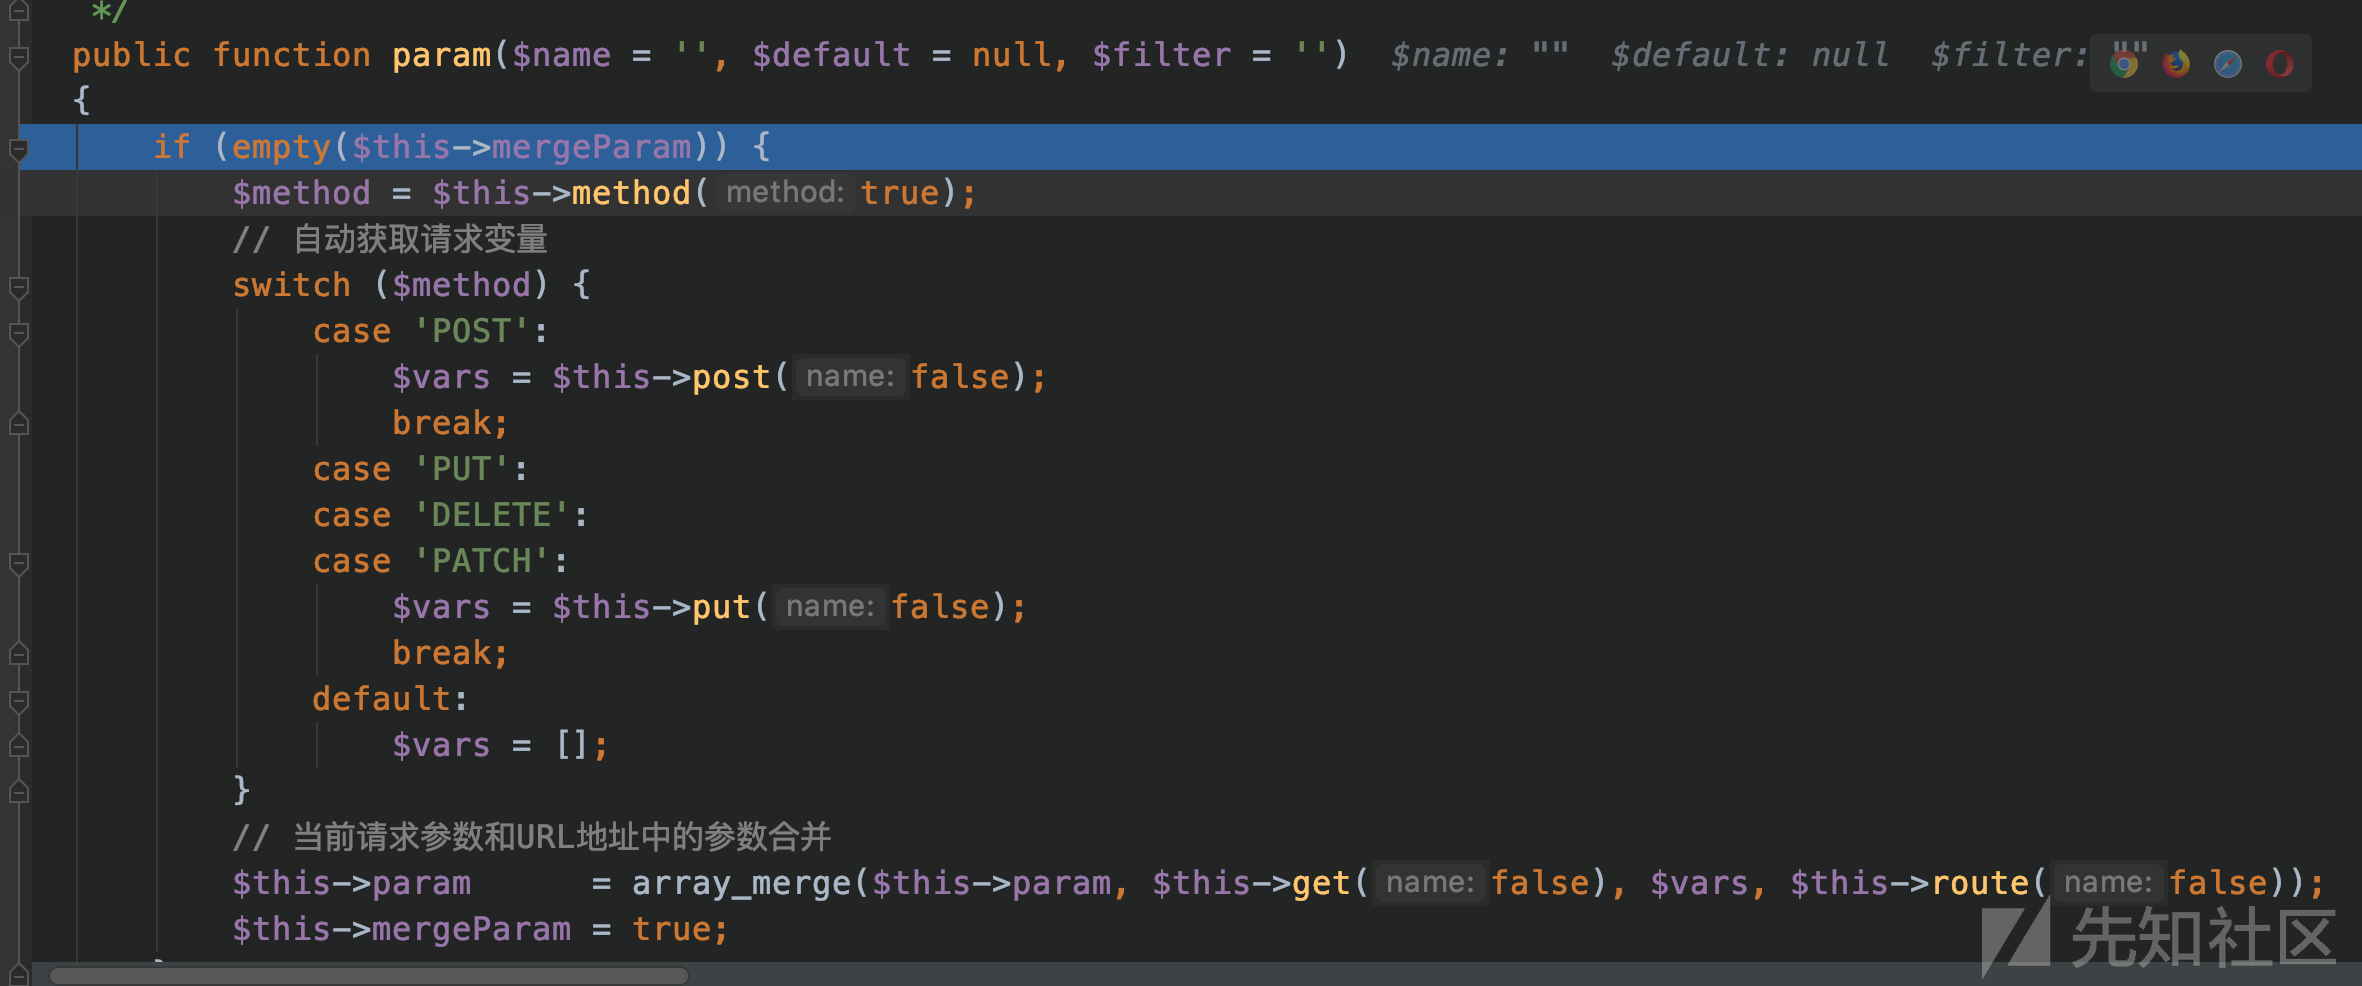 */
public function param($name = '', $default = null, $filter = '') $name: "" $default: null $filter: ""
{
if (empty($this->mergeParam)) {
$method = $this->method( method: true);
// 自动获取请求变量
switch ($method) {
case 'POST':
$vars = $this->post( name: false);
break;
case 'PUT':
case 'DELETE':
case 'PATCH':
$vars = $this->put( name: false);
break;
default:
$vars = [];
}
// 当前请求参数和URL地址中的参数合并
$this->param      = array_merge($this->param, $this->get( name: false), $vars, $this->route( name: false));
$this->mergeParam = true;
先知社区